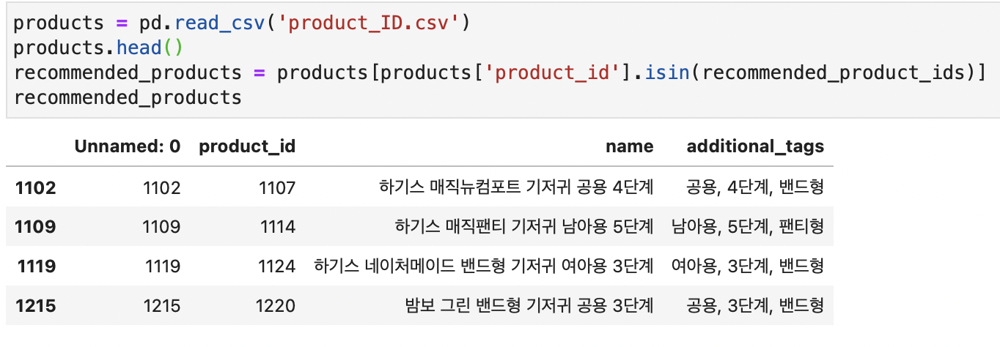 products = pd.read_csv('product_ID.csv')
products.head()
recommended_products = products[products['product_id'].isin(recommended_product_ids)]
recommended_products
Unnamed: 0 product_id name additional_tags
1102 1102 1107 하기스 매직뉴컴포트 기저귀 공용 4단계 공용, 4단계, 밴드형
1109 1109 1114 하기스 매직팬티 기저귀 남아용 5단계 남아용, 5단계, 팬티형
1119 1119 1124 하기스 네이처메이드 밴드형 기저귀 여아용 3단계 여아용, 3단계, 밴드형
1215 1215 1220 밤보 그린 밴드형 기저귀 공용 3단계 공용, 3단계, 밴드형